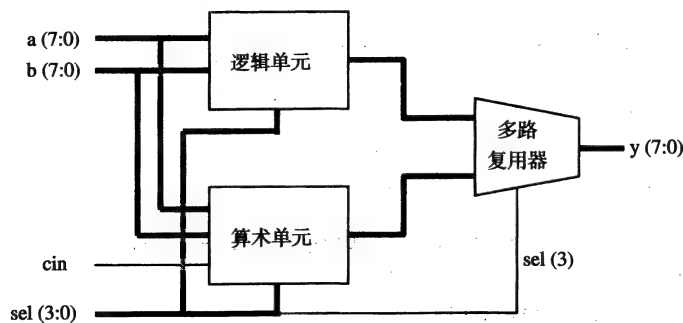 a (7:0)
b (7:0)
逻辑单元
多路
复用器
y (7:0)
算术单元
cin
sel (3)
sel (3:0)